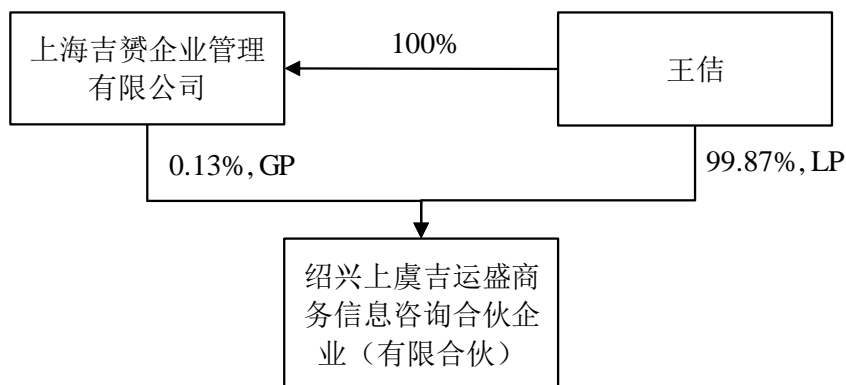 上海吉赟企业管理
有限公司
100%
王佶
0.13%, GP
99.87%, LP
绍兴上虞吉运盛商
务信息咨询合伙企
业（有限合伙）